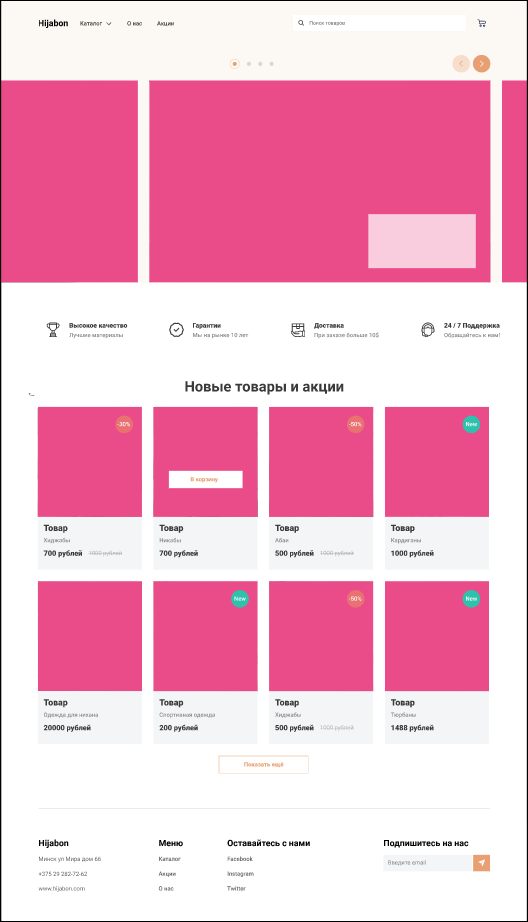 Hijabon Каталог О нас Акции Поиск товаров
Высокое качество
Лучшие материалы
Гарантии
Мы на рынке 10 лет
Доставка
При заказе больше 10$
24 / 7 Поддержка
Обращайтесь к нам!
Новые товары и акции
-30%
Товар
Хиджабы
700 рублей 1000 рублей
В корзину
Товар
Никабы
700 рублей
-50%
Товар
Абаи
500 рублей 1000 рублей
New
Товар
Кардиганы
1000 рублей
Товар
Одежда для никаха
20000 рублей
New
Товар
Спортивная одежда
200 рублей
-50%
Товар
Хиджабы
500 рублей 1000 рублей
New
Товар
Тюрбаны
1488 рублей
Показать ещё
Hijabon
Минск ул Мира дом 66
+375 29 282-72-62
www.hijabon.com
Меню
Каталог
Акции
О нас
Оставайтесь с нами
Facebook
Instagram
Twitter
Подпишитесь на нас
Введите email